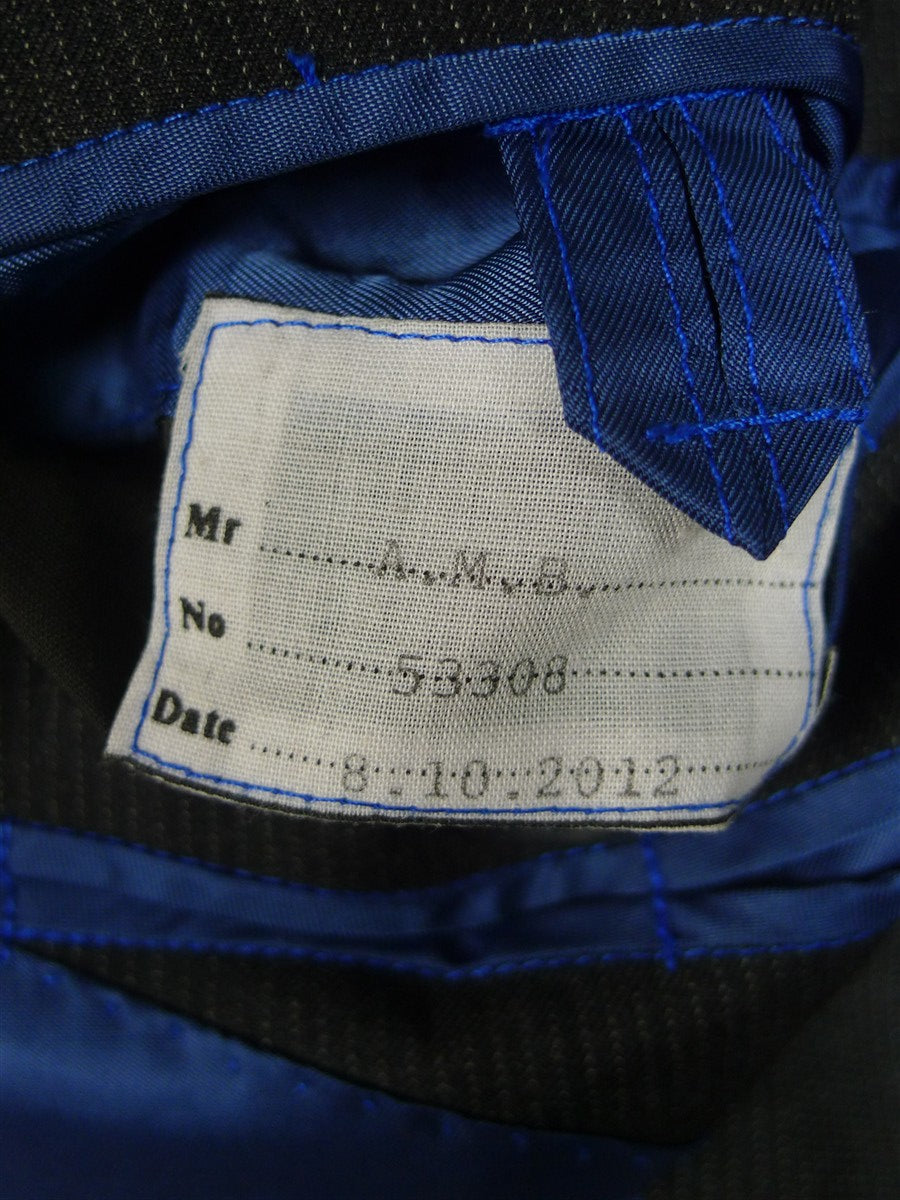 Mr A.M.B.
No 53308
Date 8.10.2012